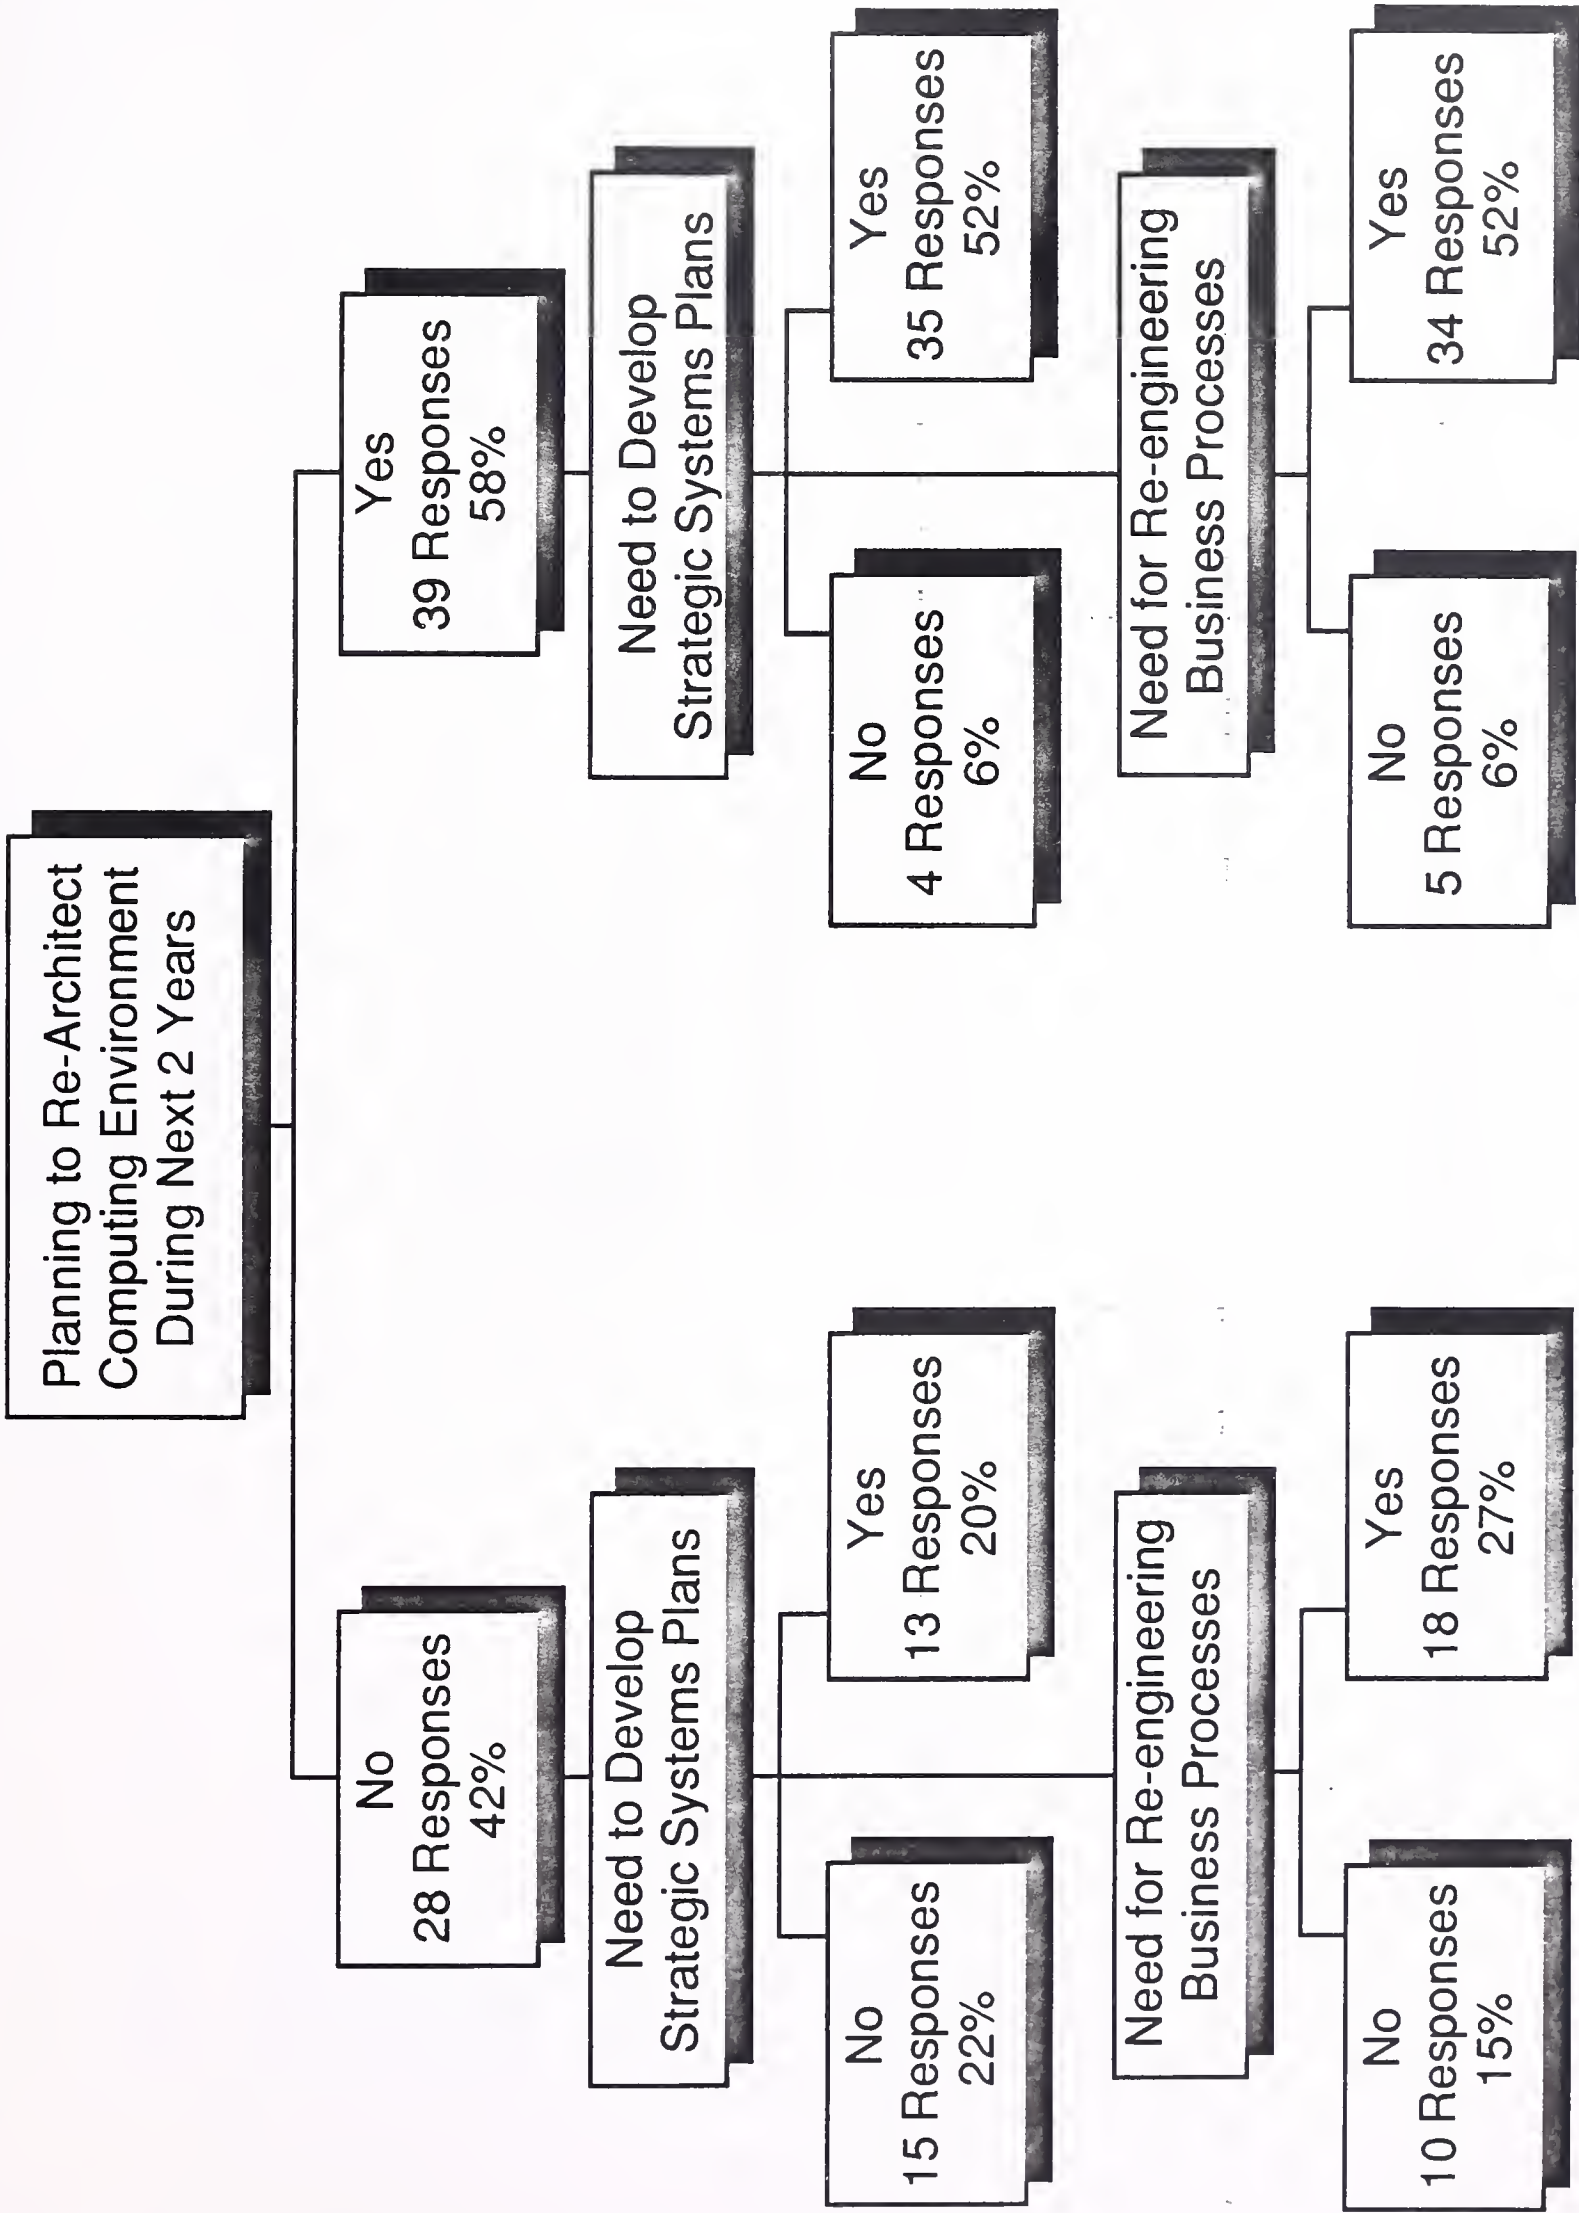 Planning to Re-Architect
Computing Environment
During Next 2 Years
No
28 Responses
42%
Yes
39 Responses
58%
Need to Develop
Strategic Systems Plans
Need to Develop
Strategic Systems Plans
No
15 Responses
22%
Yes
13 Responses
20%
No
4 Responses
6%
Yes
35 Responses
52%
Need for Re-engineering
Business Processes
Need for Re-engineering
Business Processes
No
10 Responses
15%
Yes
18 Responses
27%
No
5 Responses
6%
Yes
34 Responses
52%